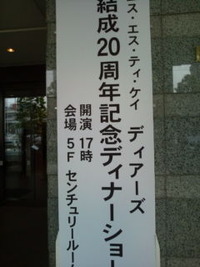 ス・エス・ティ・ケイ ディアーズ
結成20周年記念ディナーショー
開演 17時
会場 5F センチュリールーム